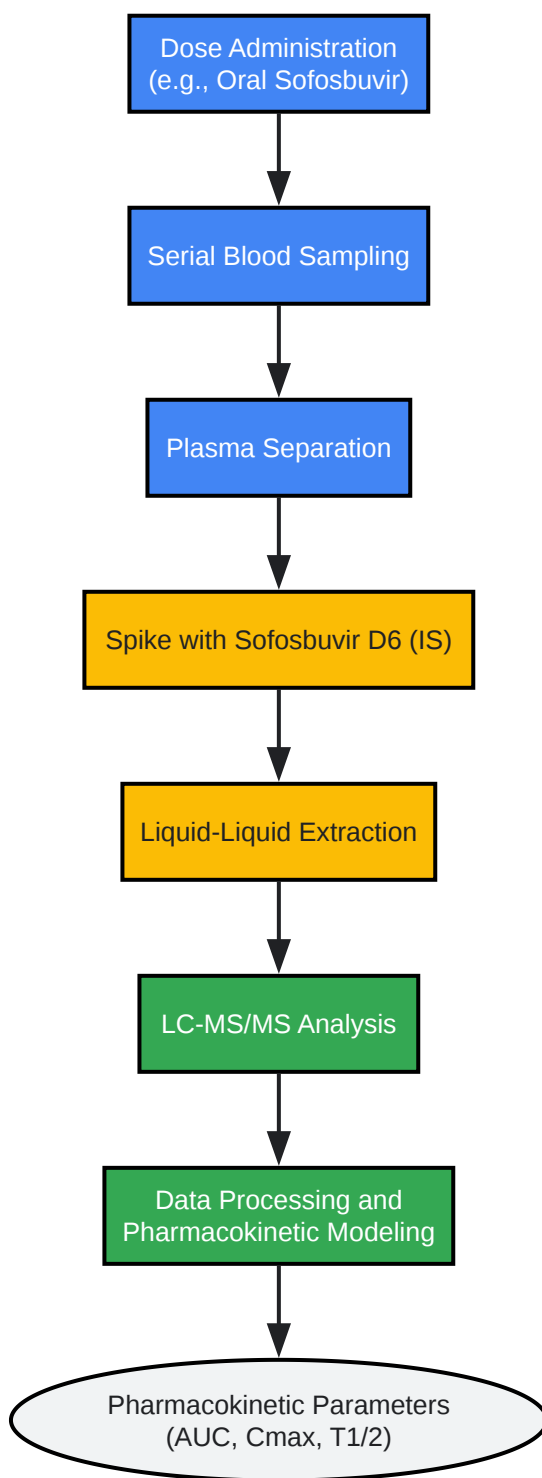 Dose Administration
(e.g., Oral Sofosbuvir)
Serial Blood Sampling
Plasma Separation
Spike with Sofosbuvir D6 (IS)
Liquid-Liquid Extraction
LC-MS/MS Analysis
Data Processing and
Pharmacokinetic Modeling
Pharmacokinetic Parameters
(AUC, Cmax, T1/2)